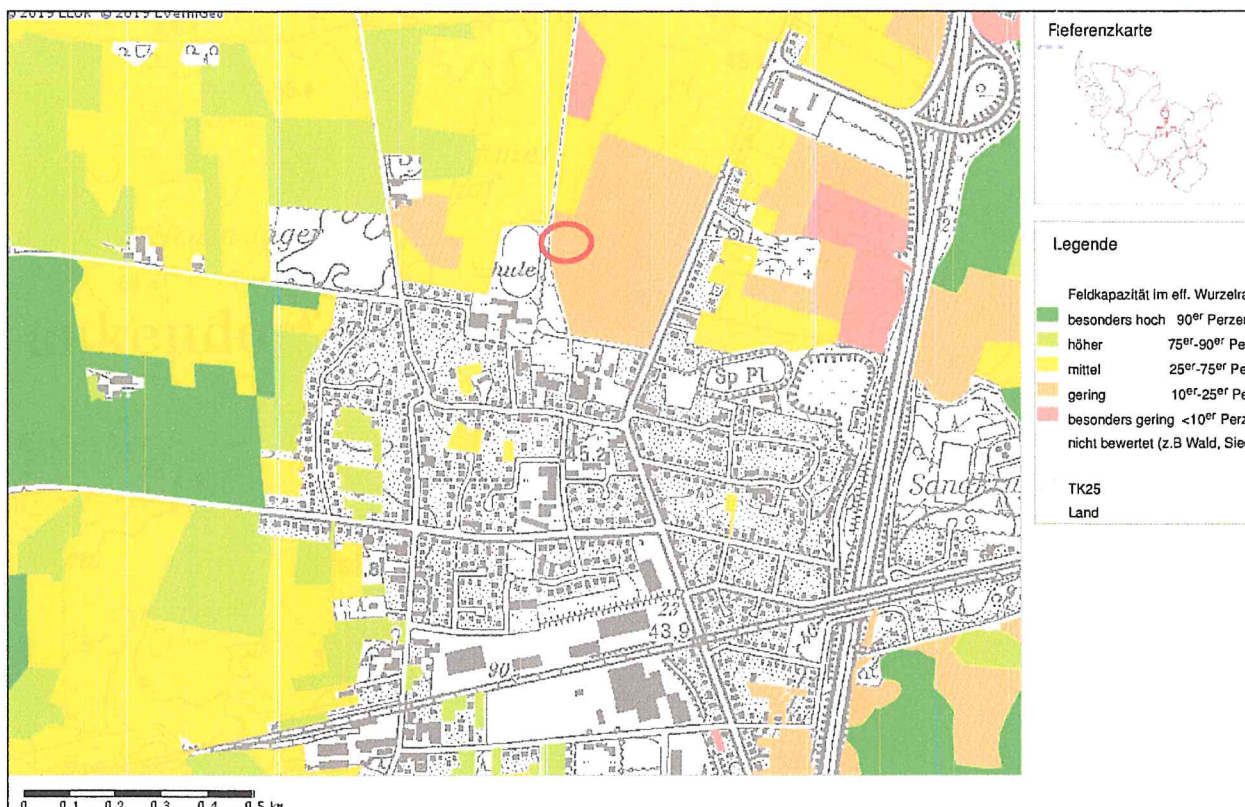 © 2019 LLUR © 2019 LVermGeo
Referenzkarte
Legende
Feldkapazität im eff. Wurzelra
besonders hoch 90er Perze
höher 75er-90er Pe
mittel 25er-75er Pe
gering 10er-25er Pe
besonders gering <10er Perz
nicht bewertet (z.B Wald, Sie
TK25
Land
Sp Pl
45,2
43,9
27
90
0 0.1 0.2 0.3 0.4 0.5 km